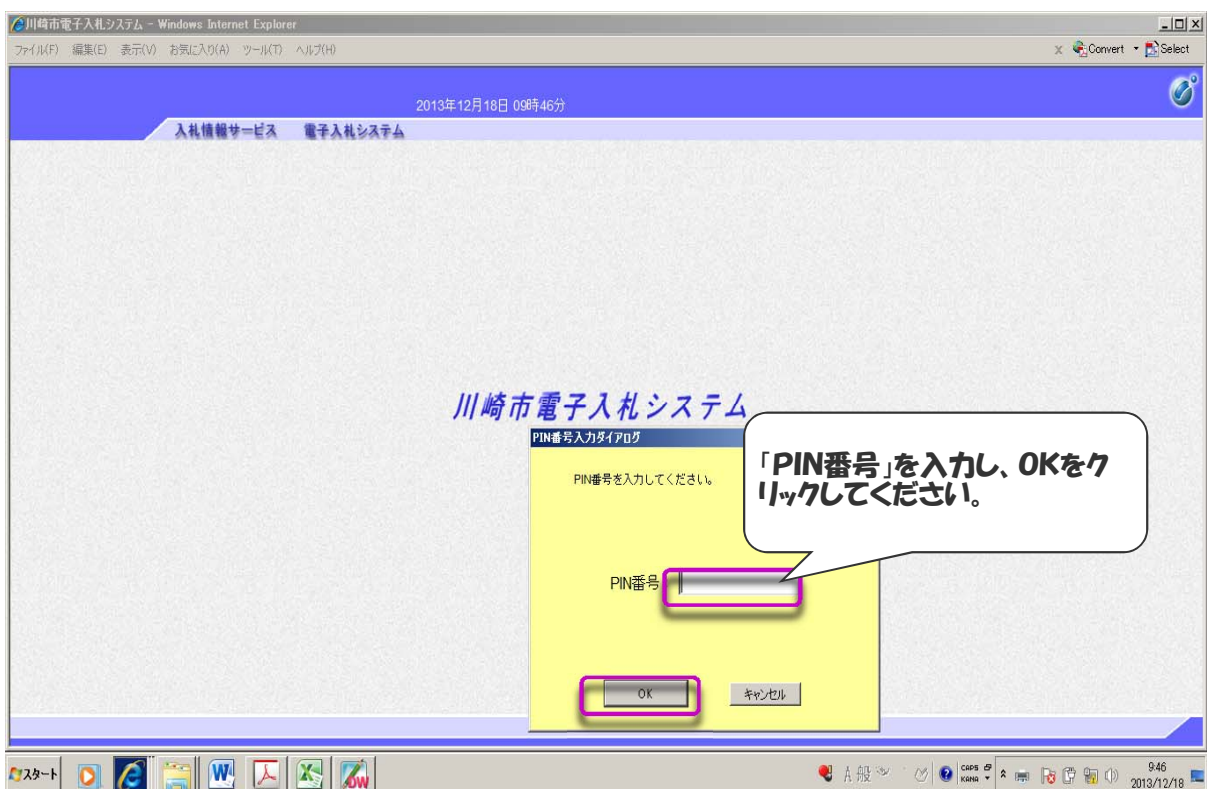 川崎市電子入札システム - Windows Internet Explorer
ファイル(F) 編集(E) 表示(V) お気に入り(A) ツール(T) ヘルプ(H)
x Convert Select
2013年12月18日 09時46分
入札情報サービス 電子入札システム
川崎市電子入札システム
PIN番号入力ダイアログ
PIN番号を入力してください。
「PIN番号」を入力し、OKをク
リックしてください。
PIN番号
OK キャンセル
スタート
A 般
CAPS
KANA
9:46
2013/12/18